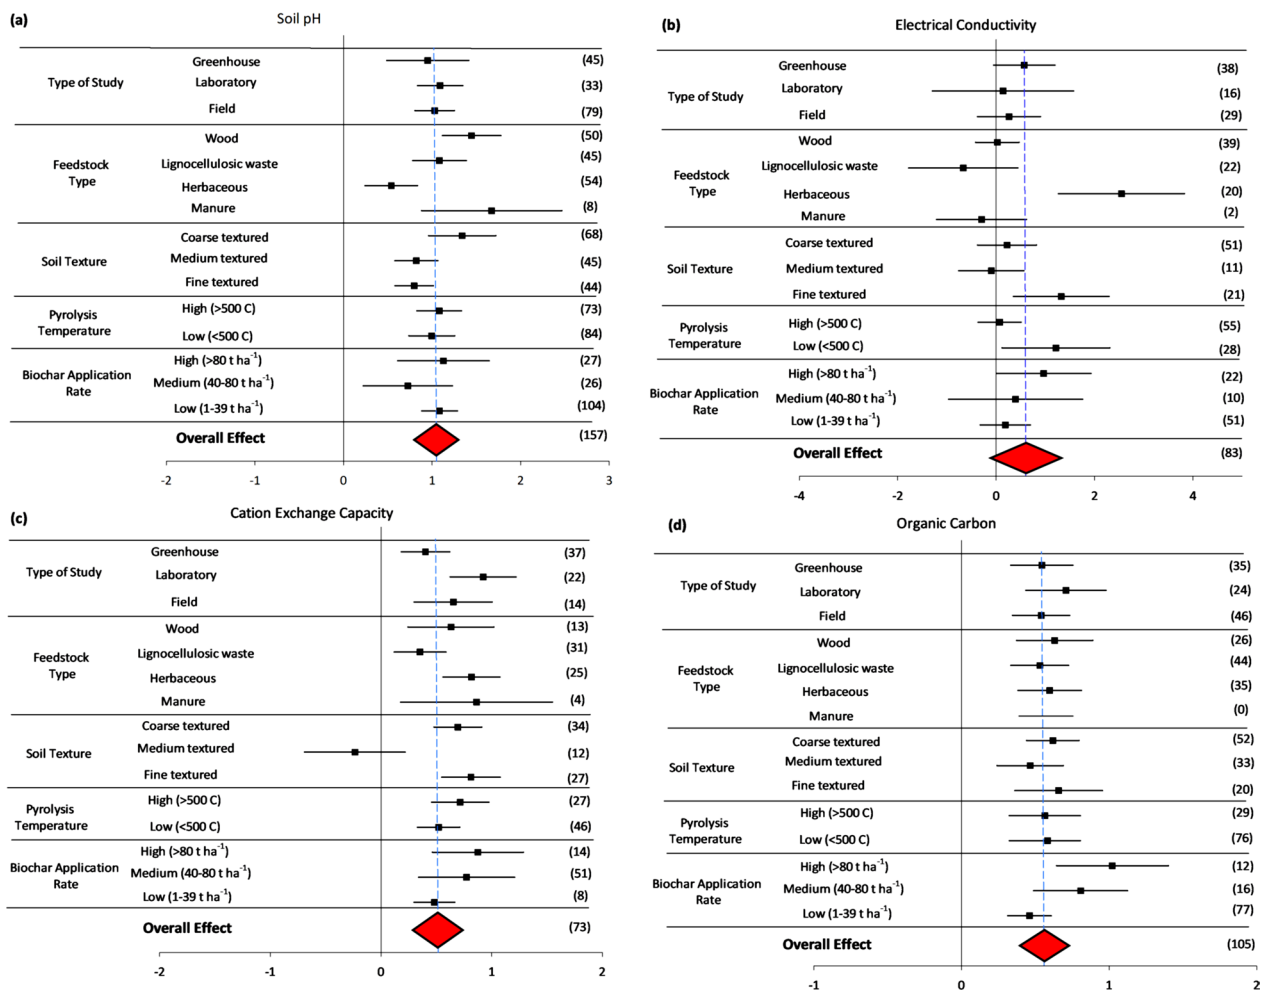 (a)
Soil pH
Greenhouse (45)
Type of Study
Laboratory (33)
Field (79)
Wood (50)
Feedstock
Type
Lignocellulosic waste (45)
Herbaceous (54)
Manure (8)
Coarse textured (68)
Soil Texture
Medium textured (45)
Fine textured (44)
Pyrolysis
Temperature
High (>500 C) (73)
Low (<500 C) (84)
Biochar Application
Rate
High (>80 t ha⁻¹) (27)
Medium (40-80 t ha⁻¹) (26)
Low (1-39 t ha⁻¹) (104)
Overall Effect (157)
-2 -1 0 1 2 3
(b)
Electrical Conductivity
Greenhouse (38)
Type of Study
Laboratory (16)
Field (29)
Wood (39)
Feedstock
Type
Lignocellulosic waste (22)
Herbaceous (20)
Manure (2)
Coarse textured (51)
Soil Texture
Medium textured (11)
Fine textured (21)
Pyrolysis
Temperature
High (>500 C) (55)
Low (<500 C) (28)
Biochar Application
Rate
High (>80 t ha⁻¹) (22)
Medium (40-80 t ha⁻¹) (10)
Low (1-39 t ha⁻¹) (51)
Overall Effect (83)
-4 -2 0 2 4
(c)
Cation Exchange Capacity
Greenhouse (37)
Type of Study
Laboratory (22)
Field (14)
Wood (13)
Feedstock
Type
Lignocellulosic waste (31)
Herbaceous (25)
Manure (4)
Coarse textured (34)
Soil Texture
Medium textured (12)
Fine textured (27)
Pyrolysis
Temperature
High (>500 C) (27)
Low (<500 C) (46)
Biochar Application
Rate
High (>80 t ha⁻¹) (14)
Medium (40-80 t ha⁻¹) (51)
Low (1-39 t ha⁻¹) (8)
Overall Effect (73)
-2 -1 0 1 2
(d)
Organic Carbon
Greenhouse (35)
Type of Study
Laboratory (24)
Field (46)
Wood (26)
Feedstock
Type
Lignocellulosic waste (44)
Herbaceous (35)
Manure (0)
Coarse textured (52)
Soil Texture
Medium textured (33)
Fine textured (20)
Pyrolysis
Temperature
High (>500 C) (29)
Low (<500 C) (76)
Biochar Application
Rate
High (>80 t ha⁻¹) (12)
Medium (40-80 t ha⁻¹) (16)
Low (1-39 t ha⁻¹) (77)
Overall Effect (105)
-1 0 1 2